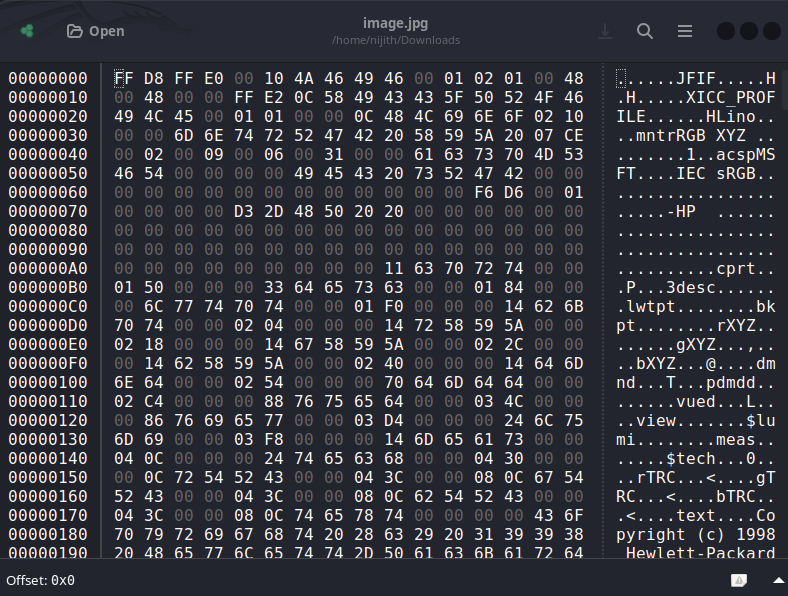 Open
image.jpg
/home/nijith/Downloads
00000000 FF D8 FF E0 00 10 4A 46 49 46 00 01 02 01 00 48 ......JFIF.....H
00000010 00 48 00 00 FF E2 0C 58 49 43 43 5F 50 52 4F 46 .H.....XICC_PROF
00000020 49 4C 45 00 01 01 00 00 0C 48 4C 69 6E 6F 02 10 ILE......HLino..
00000030 00 00 6D 6E 74 72 52 47 42 20 58 59 5A 20 07 CE ..mntrRGB XYZ ..
00000040 00 02 00 09 00 06 00 31 00 00 61 63 73 70 4D 53 .......1..acspMS
00000050 46 54 00 00 00 00 49 45 43 20 73 52 47 42 00 00 FT....IEC sRGB..
00000060 00 00 00 00 00 00 00 00 00 00 00 00 F6 D6 00 01 ................
00000070 00 00 00 00 D3 2D 48 50 20 20 00 00 00 00 00 00 .....-HP  ......
00000080 00 00 00 00 00 00 00 00 00 00 00 00 00 00 00 00 ................
00000090 00 00 00 00 00 00 00 00 00 00 00 00 00 00 00 00 ................
000000A0 00 00 00 00 00 00 00 00 00 11 63 70 72 74 00 00 ..........cprt..
000000B0 01 50 00 00 00 33 64 65 73 63 00 00 01 84 00 00 .P...3desc......
000000C0 00 6C 77 74 70 74 00 00 01 F0 00 00 00 14 62 6B .lwtpt........bk
000000D0 70 74 00 00 02 04 00 00 00 14 72 58 59 5A 00 00 pt........rXYZ..
000000E0 02 18 00 00 00 14 67 58 59 5A 00 00 02 2C 00 00 ......gXYZ...,..
000000F0 00 14 62 58 59 5A 00 00 02 40 00 00 00 14 64 6D ..bXYZ...@....dm
00000100 6E 64 00 00 02 54 00 00 00 70 64 6D 64 64 00 00 nd...T...pdmdd..
00000110 02 C4 00 00 00 88 76 75 65 64 00 00 03 4C 00 00 ......vued...L..
00000120 00 86 76 69 65 77 00 00 03 D4 00 00 00 24 6C 75 ..view.......$lu
00000130 6D 69 00 00 03 F8 00 00 00 14 6D 65 61 73 00 00 mi........meas..
00000140 04 0C 00 00 00 24 74 65 63 68 00 00 04 30 00 00 .....$tech...0..
00000150 00 0C 72 54 52 43 00 00 04 3C 00 00 08 0C 67 54 ..rTRC...<....gT
00000160 52 43 00 00 04 3C 00 00 08 0C 62 54 52 43 00 00 RC...<....bTRC..
00000170 04 3C 00 00 08 0C 74 65 78 74 00 00 00 00 43 6F .<....text....Co
00000180 70 79 72 69 67 68 74 20 28 63 29 20 31 39 39 38 pyright (c) 1998
00000190 20 48 65 77 6C 65 74 74 2D 50 61 63 6B 61 72 64  Hewlett-Packard
Offset: 0x0